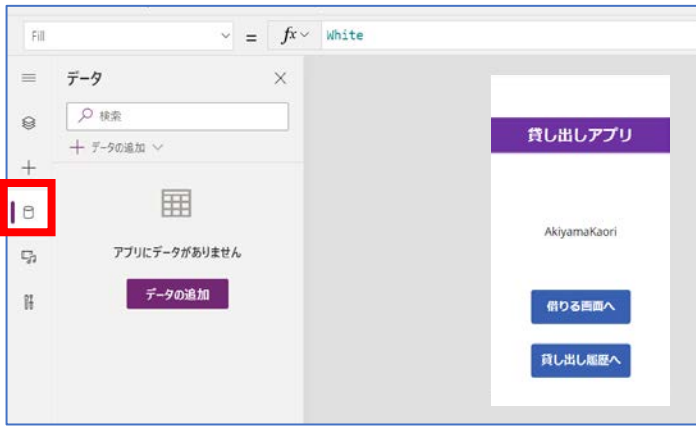 Fill
=
fx
White
データ
検索
データの追加
アプリにデータがありません
データの追加
貸し出しアプリ
AkiyamaKaori
借りる画面へ
貸し出し履歴へ